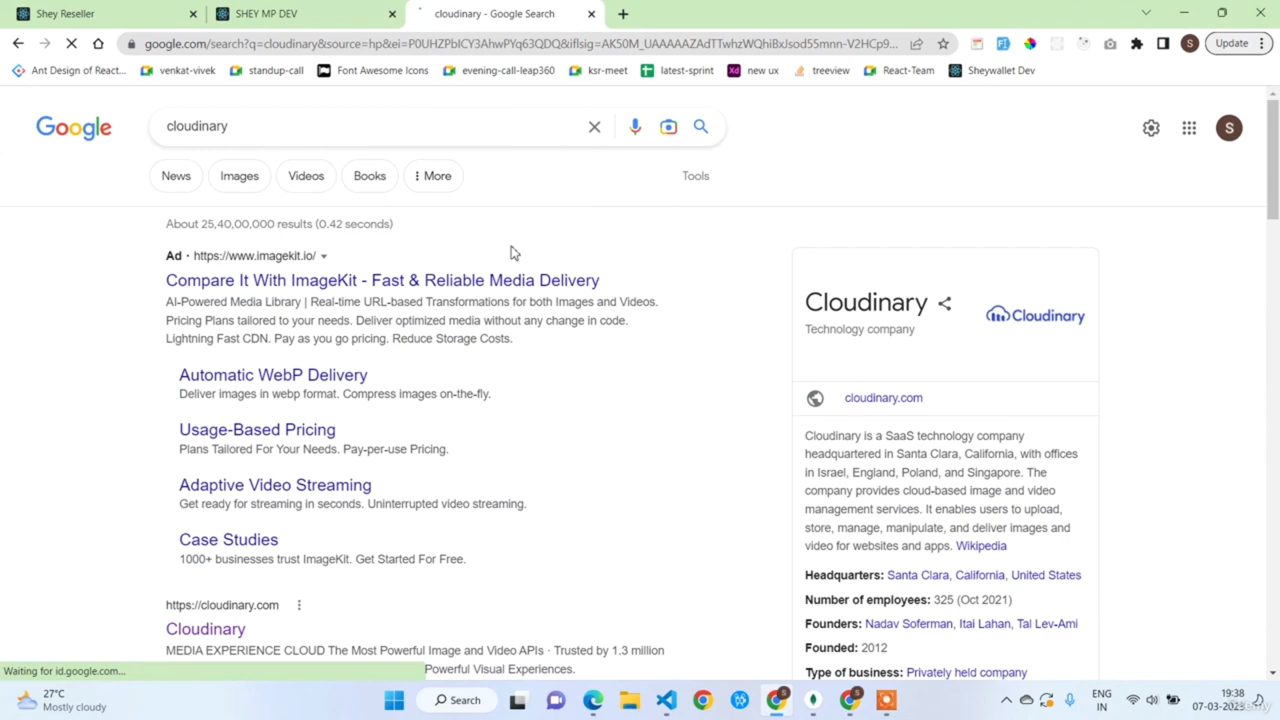 Shey Reseller
SHEY MP DEV
cloudinary - Google Search
google.com/search?q=cloudinary&source=hp&ei=P0UHZPbICY3AhwPYq63QDQ&iflsig=AK50M_UAAAAAZAdTTwhzWQhiBxJsod55mnn-V2HCp9...
S
Update
Ant Design of React...
venkat-vivek
standup-call
Font Awesome Icons
evening-call-leap360
ksr-meet
latest-sprint
Xd new ux
treeview
React-Team
Sheywallet Dev
Google
cloudinary
S
News
Images
Videos
Books
More
Tools
About 25,40,00,000 results (0.42 seconds)
Ad · https://www.imagekit.io/
Compare It With ImageKit - Fast & Reliable Media Delivery
AI-Powered Media Library | Real-time URL-based Transformations for both Images and Videos.
Pricing Plans tailored to your needs. Deliver optimized media without any change in code.
Lightning Fast CDN. Pay as you go pricing. Reduce Storage Costs.
Automatic WebP Delivery
Deliver images in webp format. Compress images on-the-fly.
Usage-Based Pricing
Plans Tailored For Your Needs. Pay-per-use Pricing.
Adaptive Video Streaming
Get ready for streaming in seconds. Uninterrupted video streaming.
Case Studies
1000+ businesses trust ImageKit. Get Started For Free.
https://cloudinary.com
Cloudinary
MEDIA EXPERIENCE CLOUD The Most Powerful Image and Video APIs · Trusted by 1.3 million
Powerful Visual Experiences.
Cloudinary
Technology company
Cloudinary
cloudinary.com
Cloudinary is a SaaS technology company
headquartered in Santa Clara, California, with offices
in Israel, England, Poland, and Singapore. The
company provides cloud-based image and video
management services. It enables users to upload,
store, manage, manipulate, and deliver images and
video for websites and apps. Wikipedia
Headquarters: Santa Clara, California, United States
Number of employees: 325 (Oct 2021)
Founders: Nadav Soferman, Itai Lahan, Tal Lev-Ami
Founded: 2012
Type of business: Privately held company
Waiting for id.google.com...
27°C
Mostly cloudy
Search
ENG
IN
19:38
07-03-2023